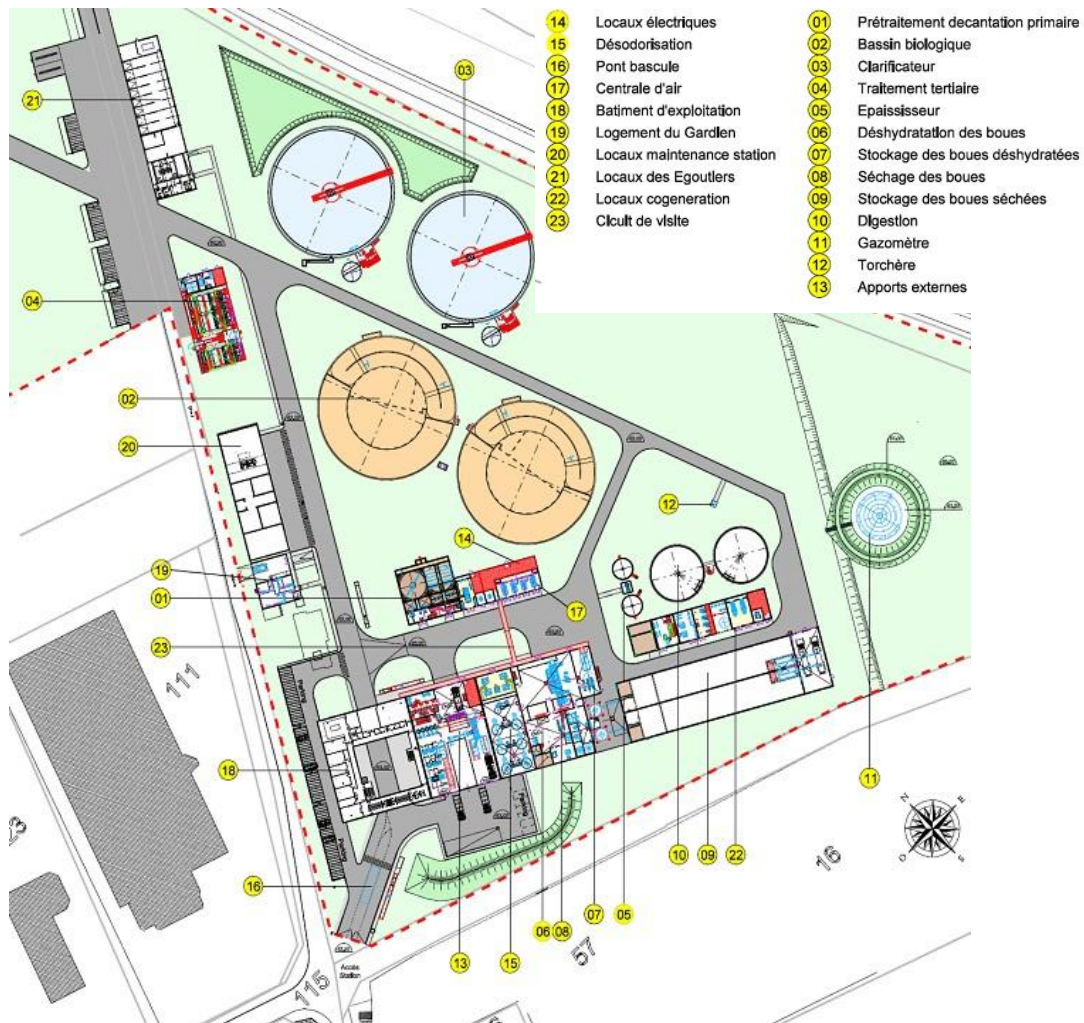 14 Locaux électriques
15 Désodorisation
16 Pont bascule
17 Centrale d'air
18 Batiment d'exploitation
19 Logement du Gardien
20 Locaux maintenance station
21 Locaux des Egoutiers
22 Locaux cogeneration
23 Cicuit de visite
01 Prétraitement decantation primaire
02 Bassin biologique
03 Clarificateur
04 Traitement tertiaire
05 Epaississeur
06 Déshydratation des boues
07 Stockage des boues déshydratées
08 Séchage des boues
09 Stockage des boues séchées
10 Digestion
11 Gazomètre
12 Torchère
13 Apports externes
03
21
04
02
20
12
14
19
01
17
23
111
18
11
10
09
22
16
16
13
15
06
08
07
05
57
115
Accès
Station
Parking
Parking
N
E
S
O